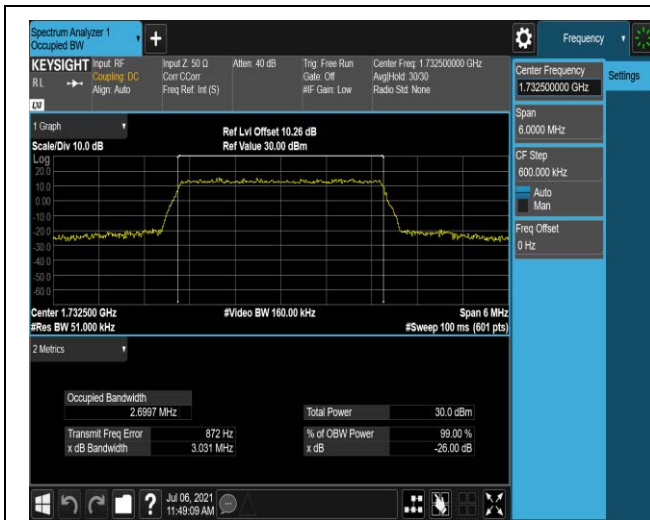 Spectrum Analyzer 1
Occupied BW
Frequency
KEYSIGHT
RL
LXI
Input: RF
Coupling: DC
Align: Auto
Input Z: 50 Ω
Corr CCorr
Freq Ref: Int (S)
Atten: 40 dB
Trig: Free Run
Gate: Off
#IF Gain: Low
Center Freq: 1.732500000 GHz
Avg|Hold: 30/30
Radio Std: None
Center Frequency
1.732500000 GHz
Settings
Span
6.0000 MHz
CF Step
600.000 kHz
Auto
Man
Freq Offset
0 Hz
1 Graph
Scale/Div 10.0 dB
Ref Lvl Offset 10.26 dB
Ref Value 30.00 dBm
Log
20.0
10.0
0.00
-10.0
-20.0
-30.0
-40.0
-50.0
-60.0
Center 1.732500 GHz
#Video BW 160.00 kHz
Span 6 MHz
#Res BW 51.000 kHz
#Sweep 100 ms (601 pts)
2 Metrics
Occupied Bandwidth
2.6997 MHz
Total Power 30.0 dBm
Transmit Freq Error 872 Hz
% of OBW Power 99.00 %
x dB Bandwidth 3.031 MHz
x dB -26.00 dB
Jul 06, 2021
11:49:09 AM